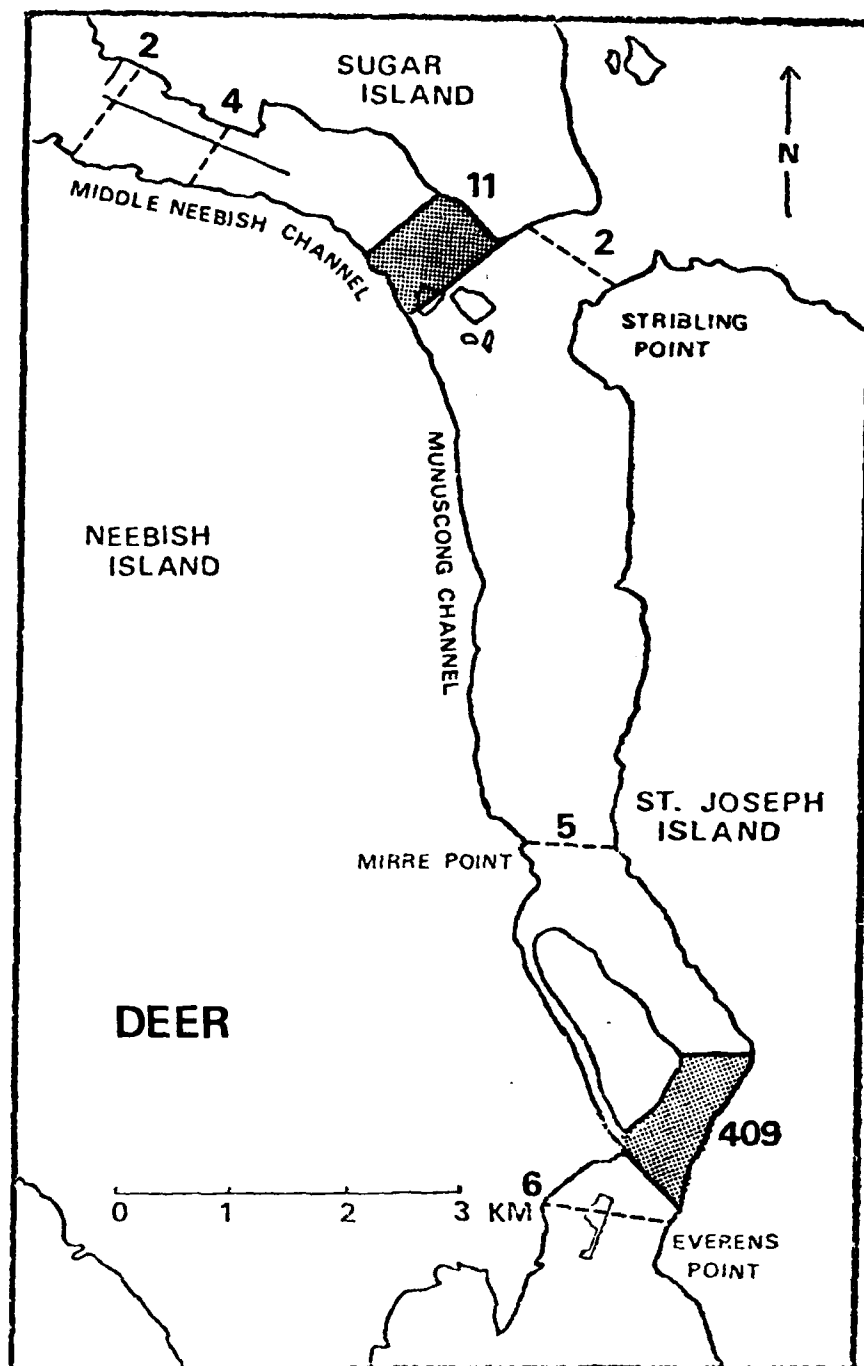 2
SUGAR
ISLAND
4
N
11
MIDDLE NEEBISH CHANNEL
2
STRIBLING
POINT
MUNUSCONG CHANNEL
NEEBISH
ISLAND
ST. JOSEPH
ISLAND
5
MIRRE POINT
DEER
409
6
0 1 2 3 KM
EVERENS
POINT